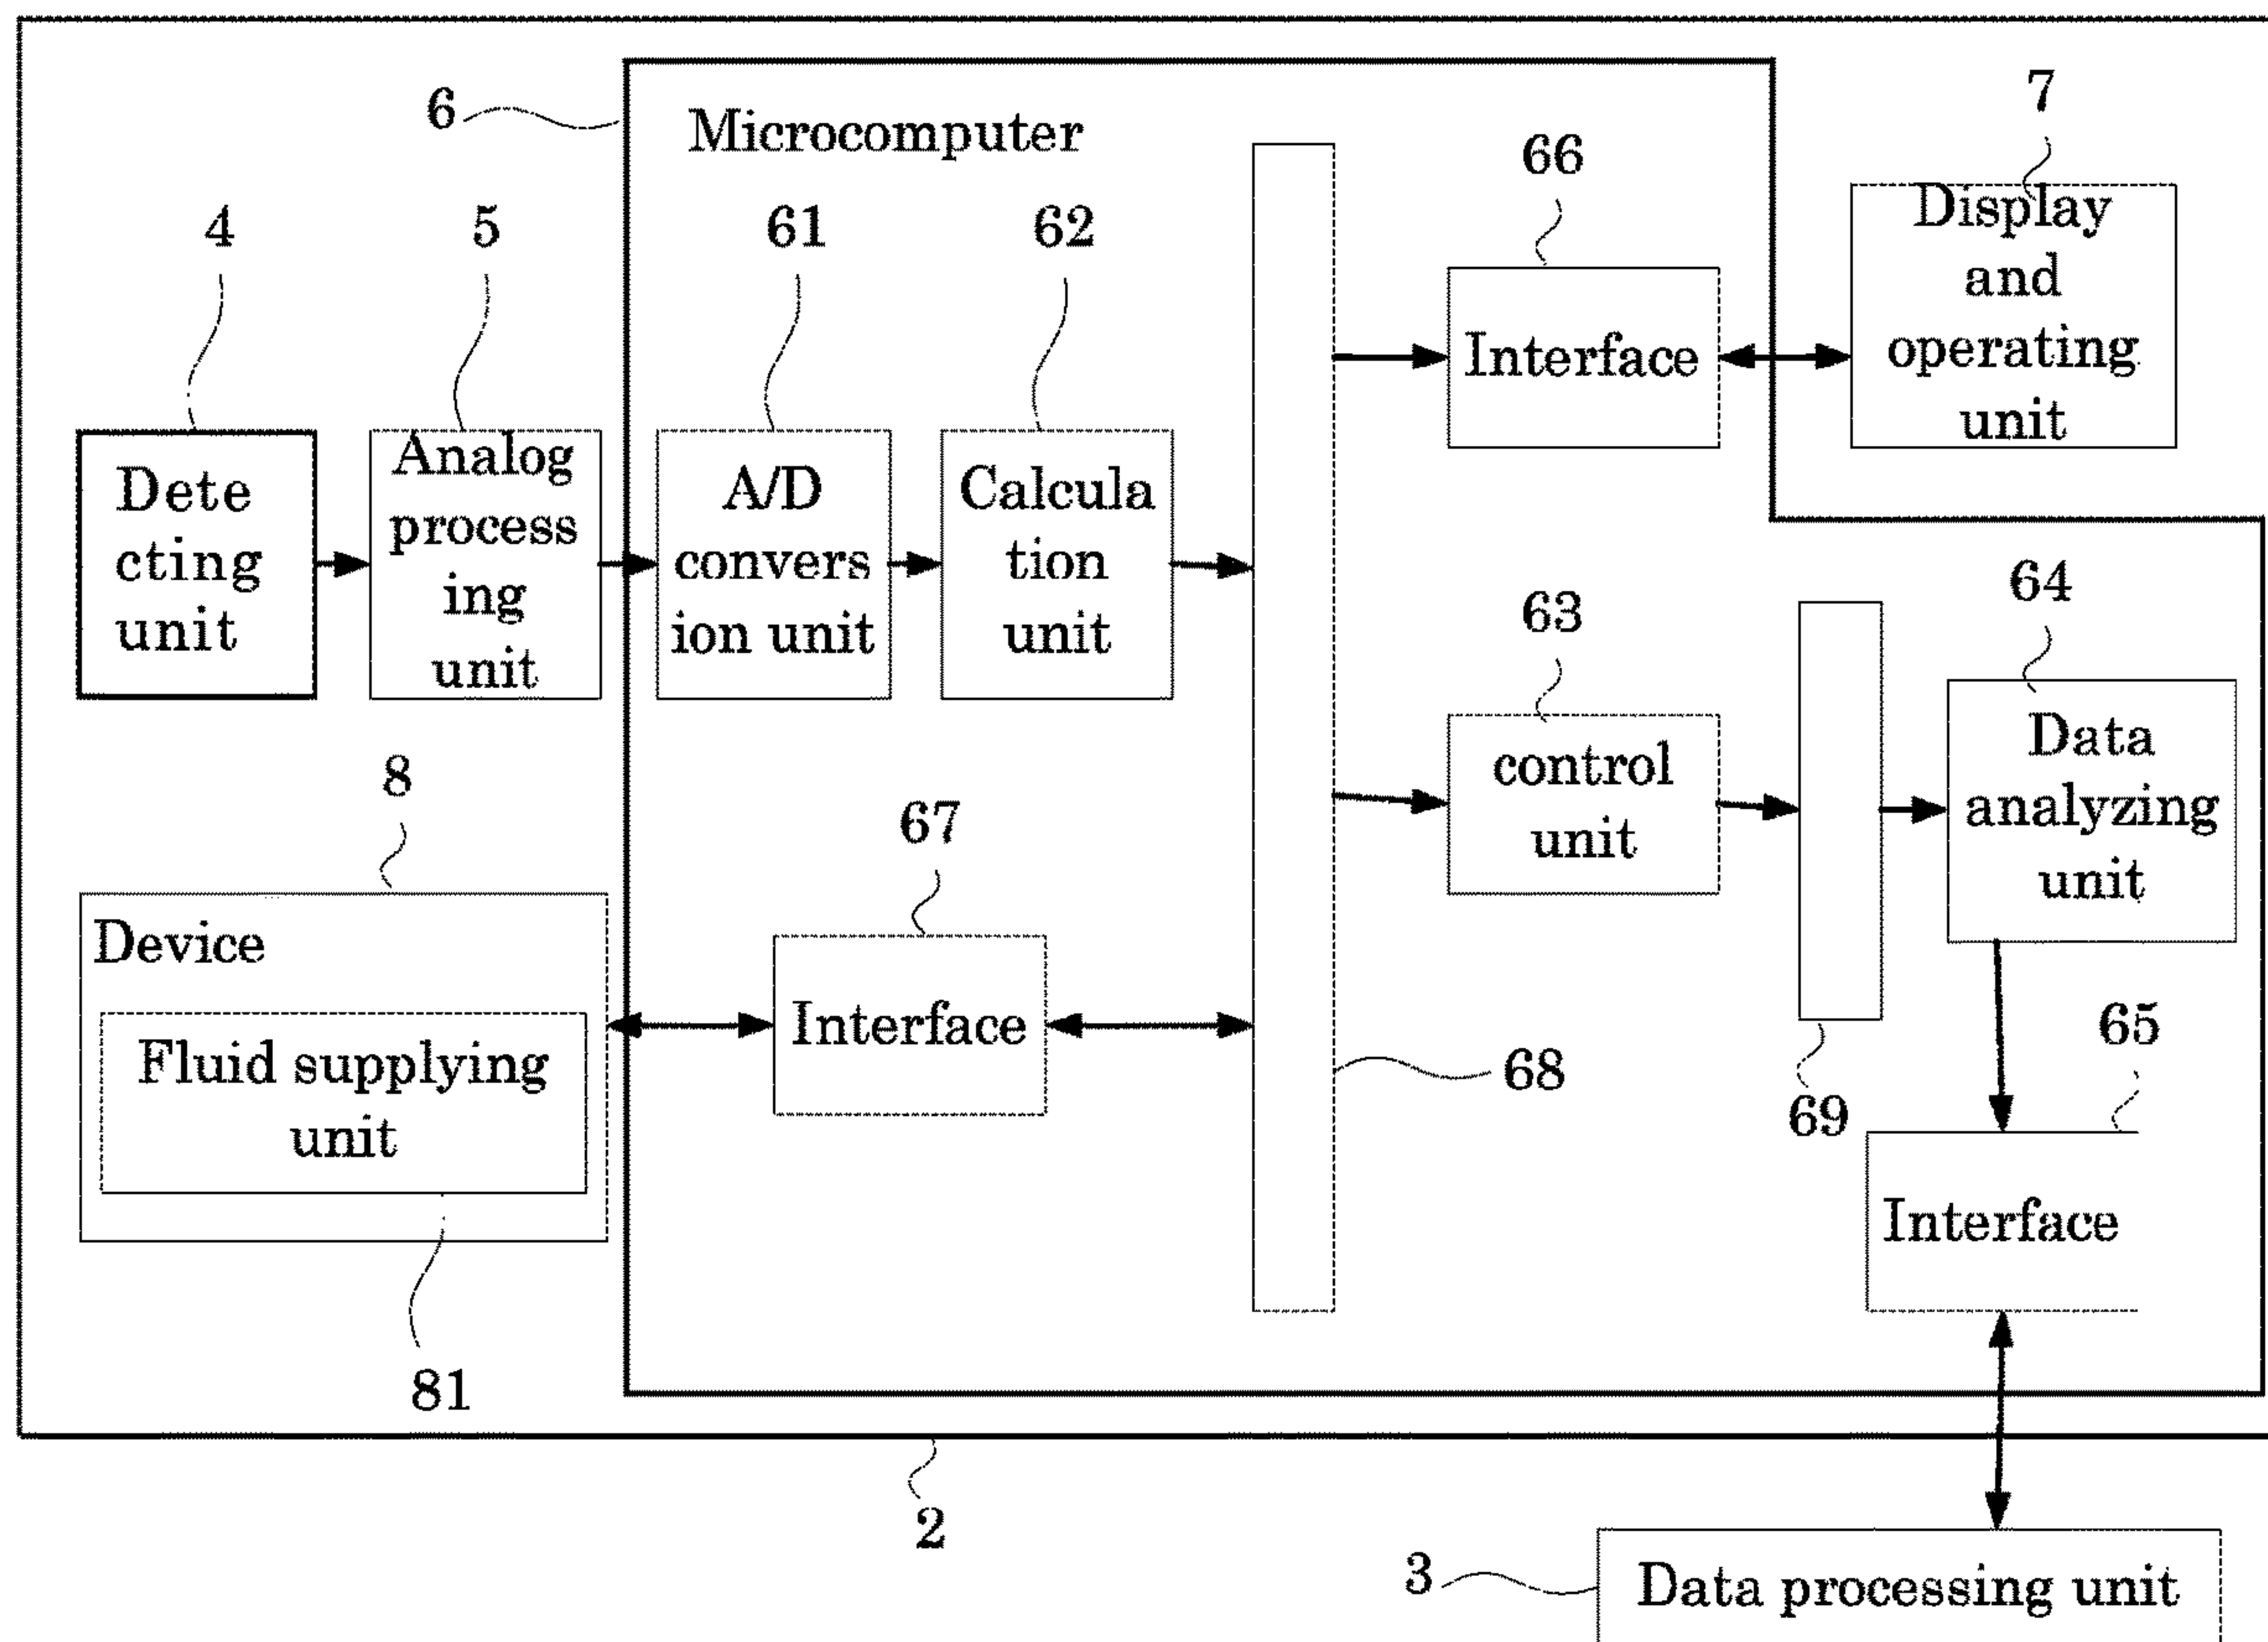 6
Microcomputer
7
66
Display
and
operating
unit
4
5
61
62
Interface
Dete
cting
unit
Analog
process
ing
unit
A/D
convers
ion unit
Calcula
tion
unit
63
control
unit
64
Data
analyzing
unit
8
Device
Fluid supplying
unit
67
Interface
68
69
65
Interface
81
2
3
Data processing unit